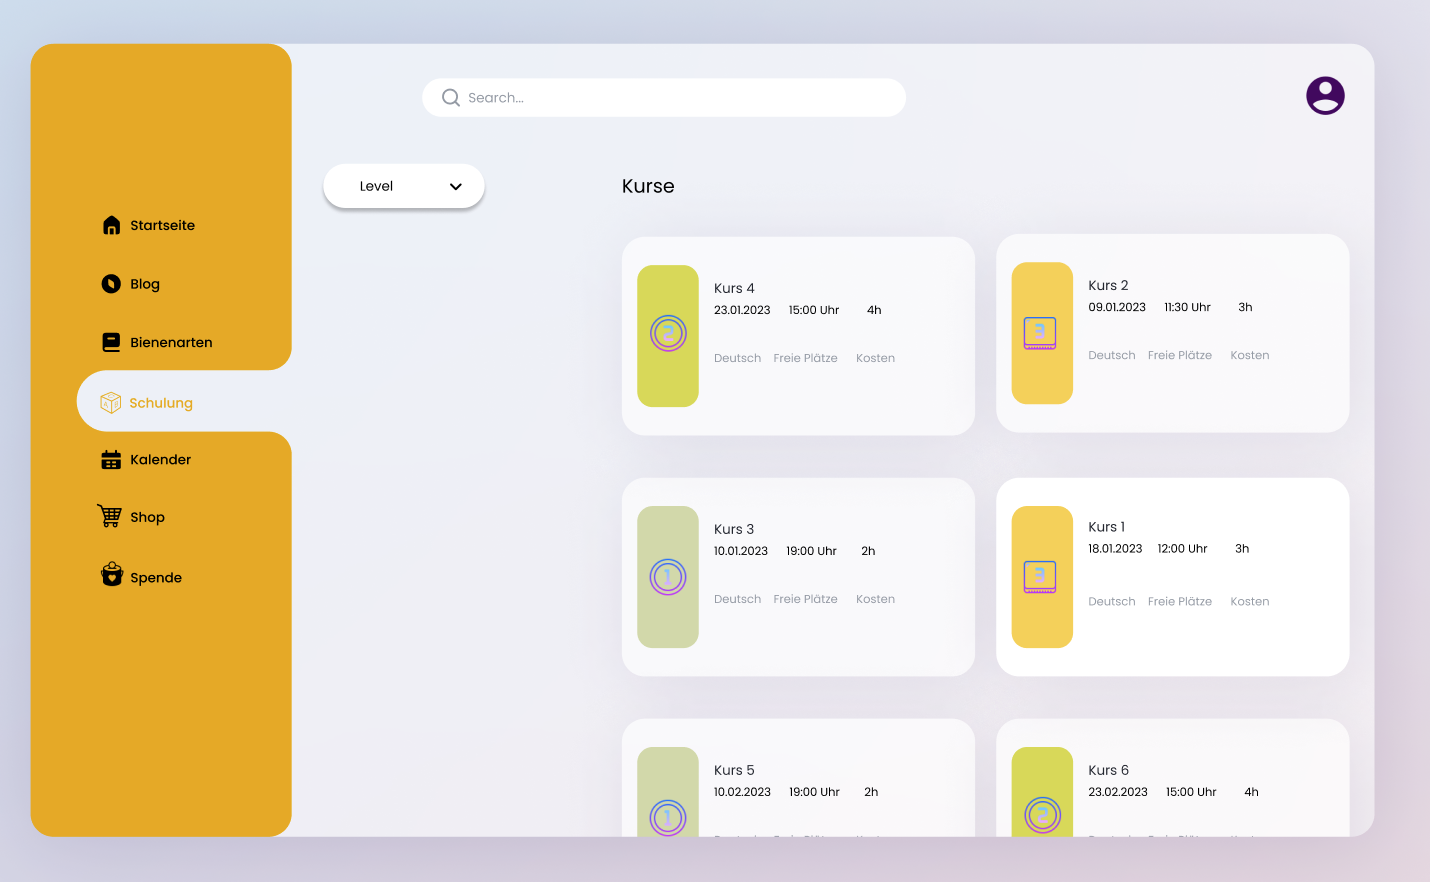 Search...
Level
Kurse
Startseite
Blog
Bienenarten
Schulung
Kalender
Shop
Spende
2
Kurs 4
23.01.2023 15:00 Uhr 4h
Deutsch Freie Plätze Kosten
3
Kurs 2
09.01.2023 11:30 Uhr 3h
Deutsch Freie Plätze Kosten
1
Kurs 3
10.01.2023 19:00 Uhr 2h
Deutsch Freie Plätze Kosten
3
Kurs 1
18.01.2023 12:00 Uhr 3h
Deutsch Freie Plätze Kosten
1
Kurs 5
10.02.2023 19:00 Uhr 2h
2
Kurs 6
23.02.2023 15:00 Uhr 4h